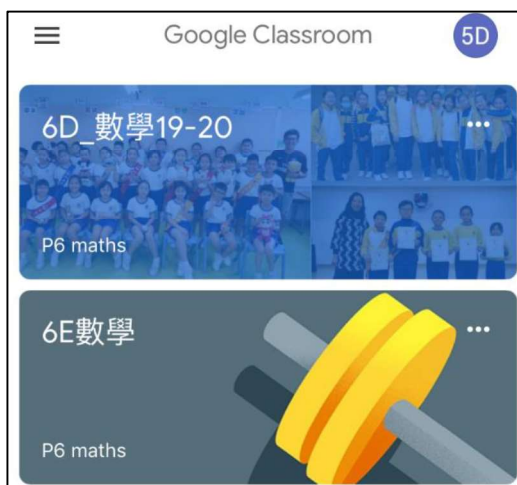 Google Classroom
5D
6D_數學19-20
P6 maths
6E數學
P6 maths